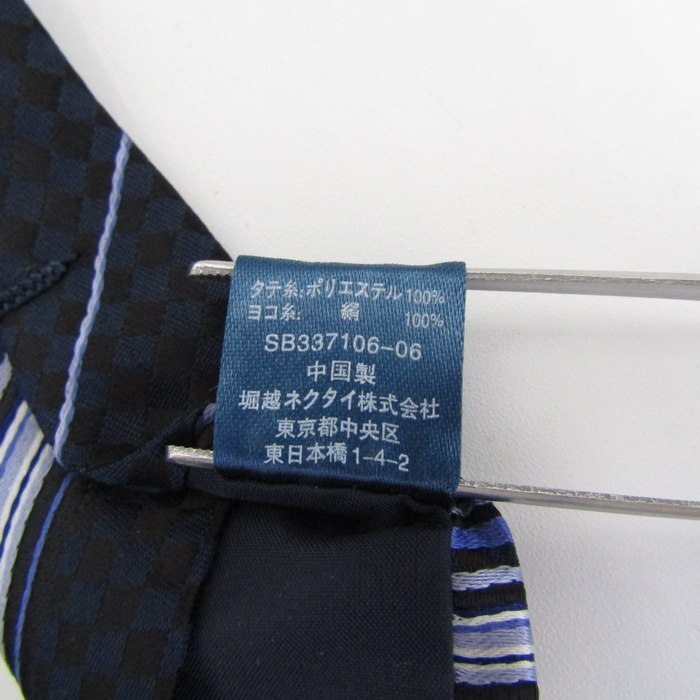 タテ糸:ポリエステル100%
ヨコ糸: 絹 100%
SB337106-06
中国製
堀越ネクタイ株式会社
東京都中央区
東日本橋1-4-2